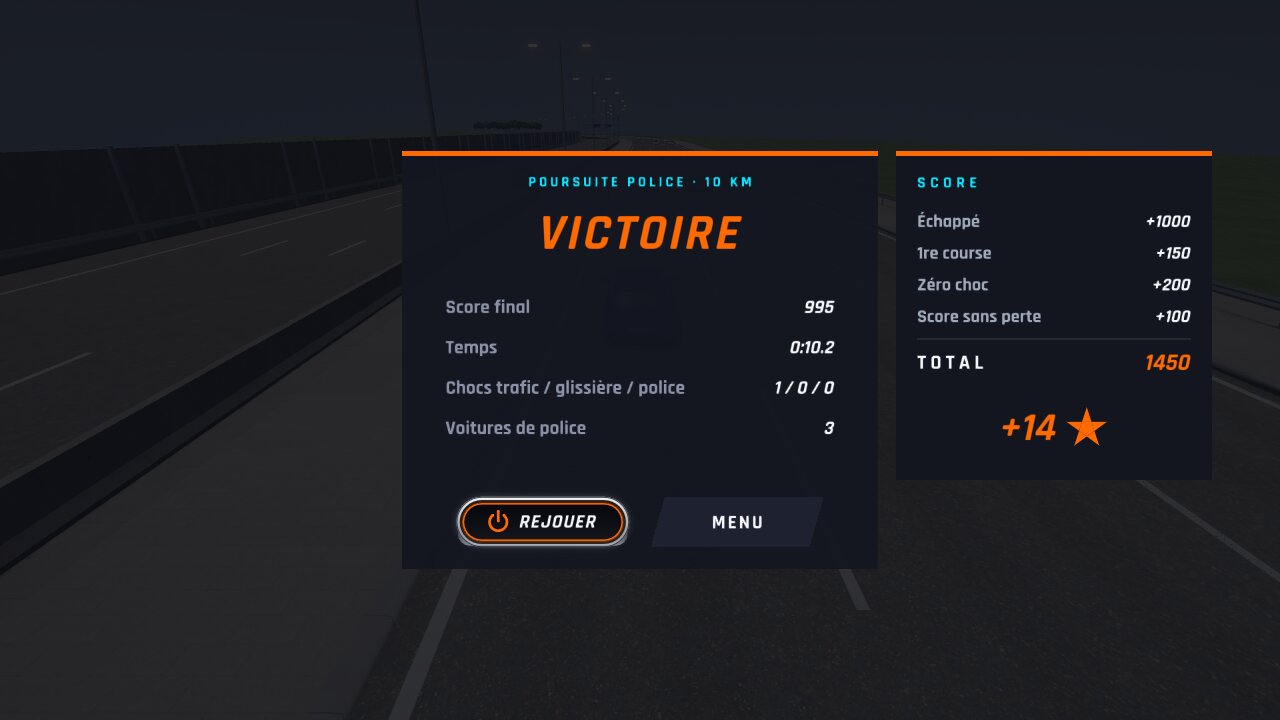 POURSUITE POLICE · 10 KM
VICTOIRE
Score final 995
Temps 0:10.2
Chocs trafic / glissière / police 1 / 0 / 0
Voitures de police 3
REJOUER
MENU
SCORE
Échappé +1000
1re course +150
Zéro choc +200
Score sans perte +100
TOTAL 1450
+14